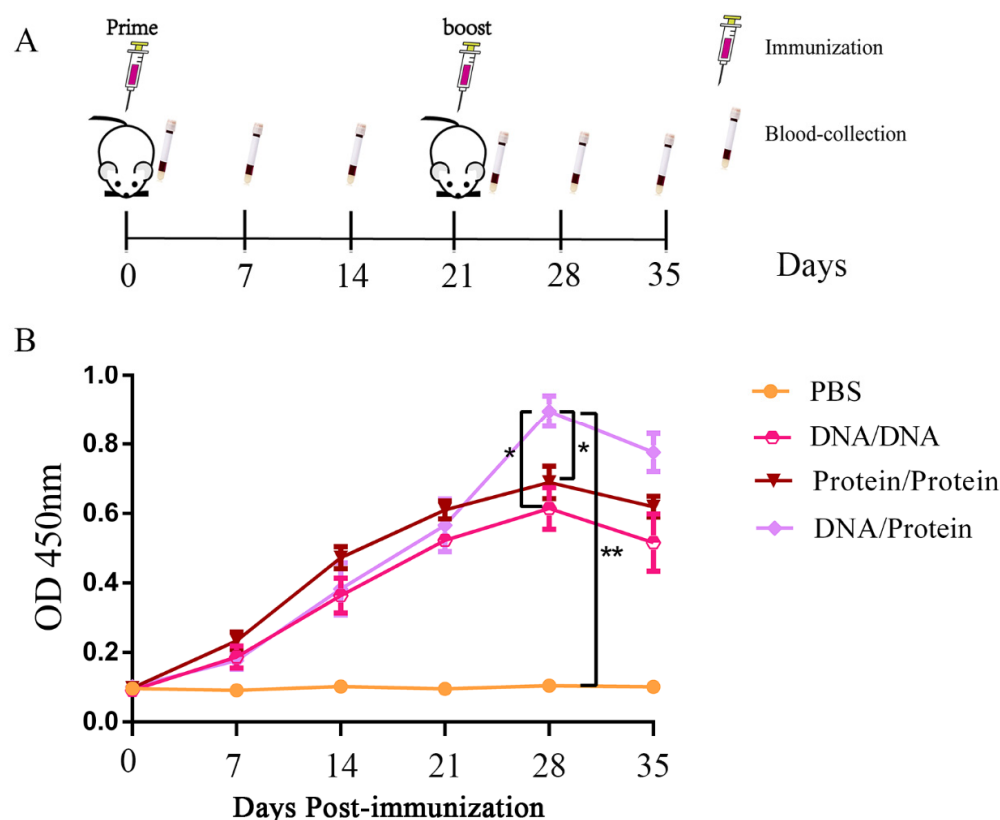 A
Prime
boost
Immunization
Blood-collection
0 7 14 21 28 35 Days
B
OD 450nm
1.0
0.8
0.6
0.4
0.2
0.0
*
*
**
0 7 14 21 28 35
Days Post-immunization
PBS
DNA/DNA
Protein/Protein
DNA/Protein